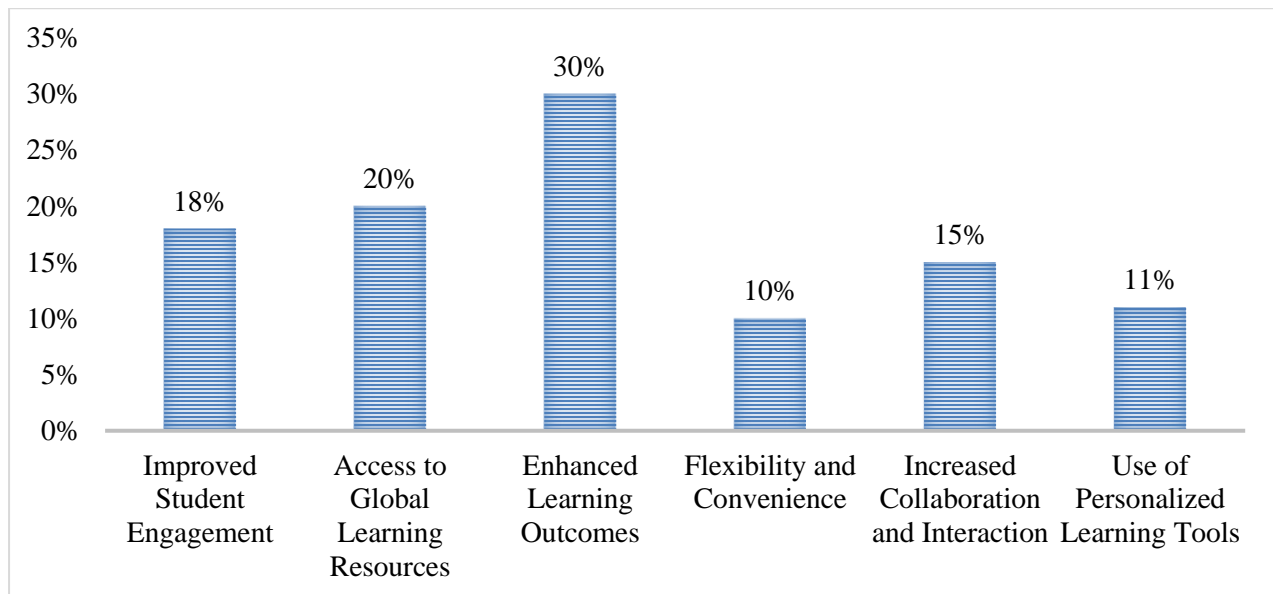 35%
30%
25%
20%
15%
10%
5%
0%
18%
20%
30%
10%
15%
11%
Improved
Student
Engagement
Access to
Global
Learning
Resources
Enhanced
Learning
Outcomes
Flexibility and
Convenience
Increased
Collaboration
and Interaction
Use of
Personalized
Learning Tools